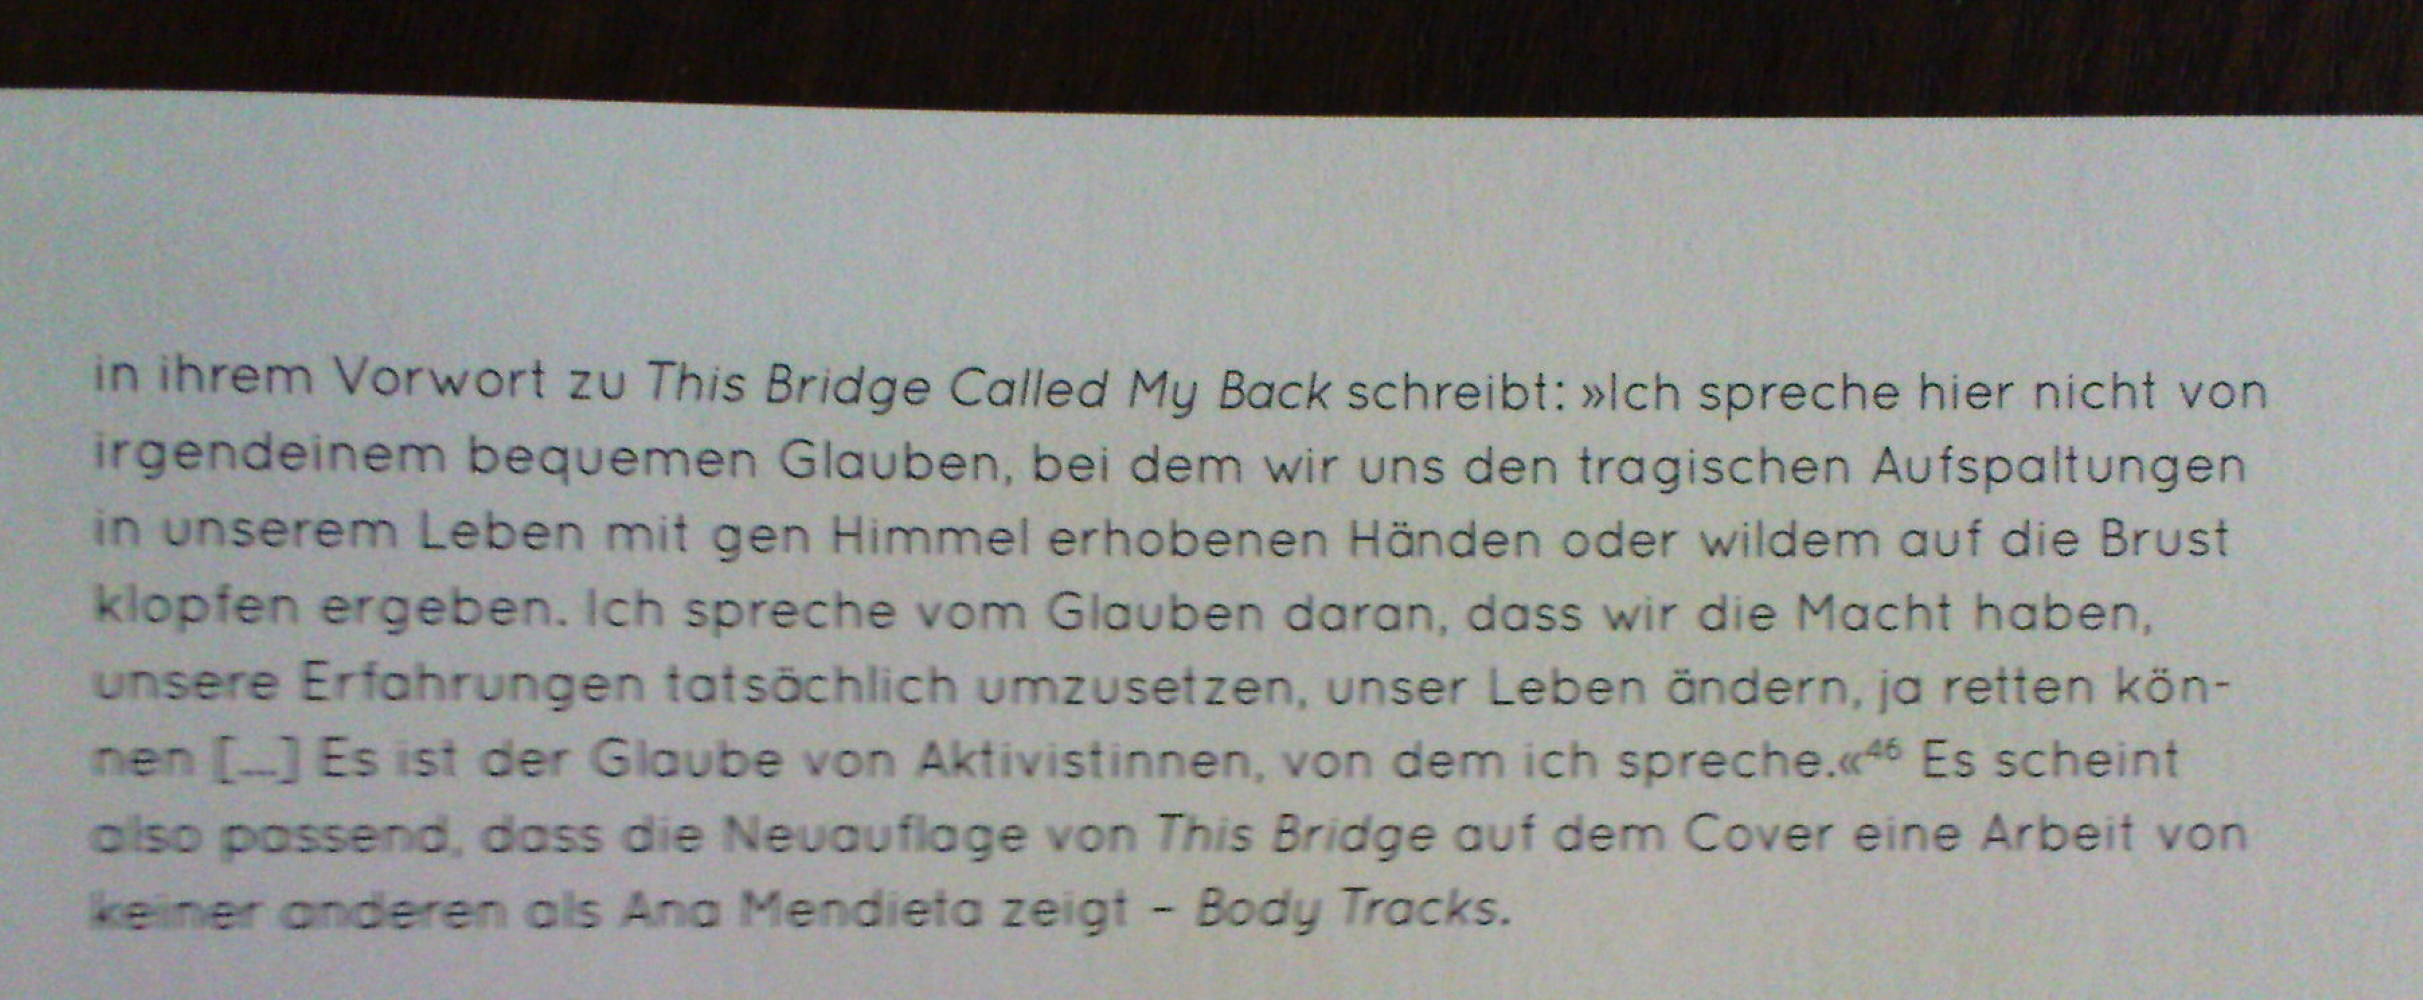 in ihrem Vorwort zu This Bridge Called My Back schreibt: »Ich spreche hier nicht von
irgendeinem bequemen Glauben, bei dem wir uns den tragischen Aufspaltungen
in unserem Leben mit gen Himmel erhobenen Händen oder wildem auf die Brust
klopfen ergeben. Ich spreche vom Glauben daran, dass wir die Macht haben,
unsere Erfahrungen tatsächlich umzusetzen, unser Leben ändern, ja retten kön-
nen [...] Es ist der Glaube von Aktivistinnen, von dem ich spreche.«46 Es scheint
also passend, dass die Neuauflage von This Bridge auf dem Cover eine Arbeit von
keiner anderen als Ana Mendieta zeigt – Body Tracks.